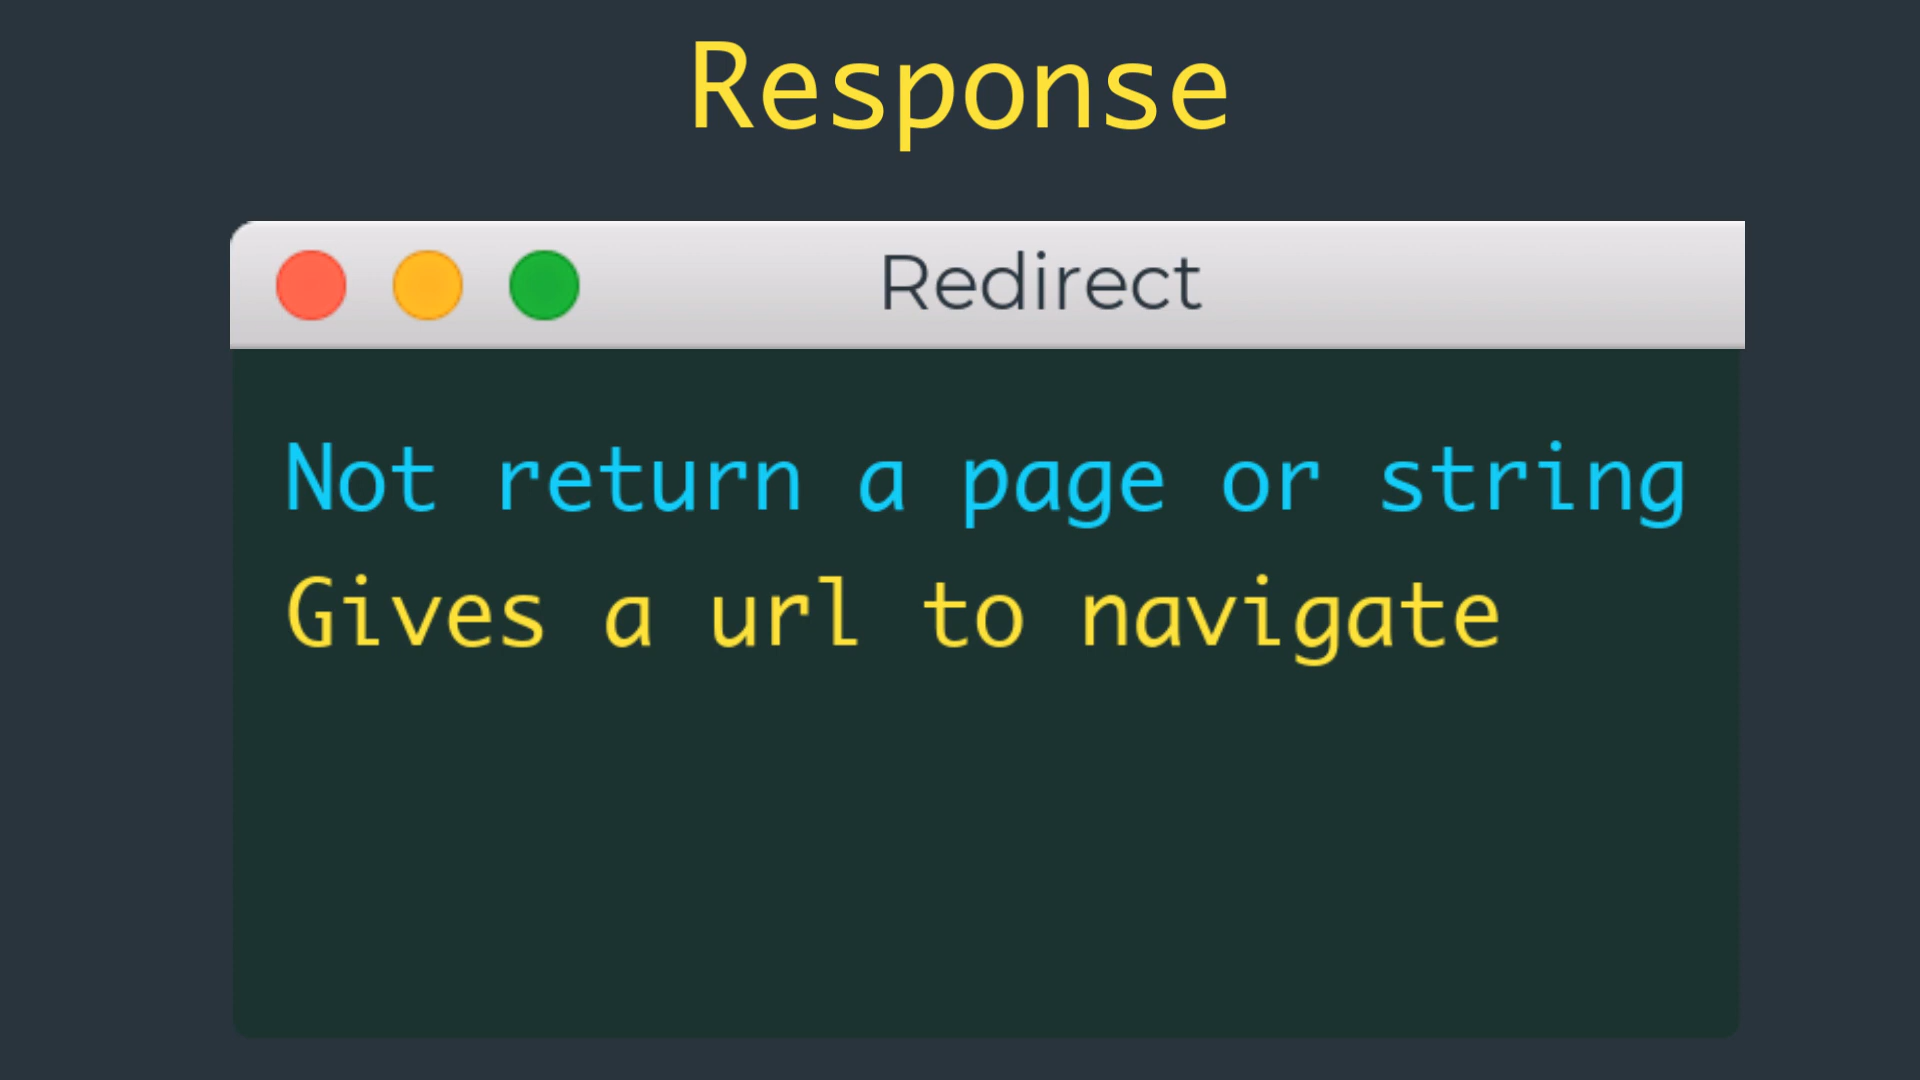 Response
Redirect
Not return a page or string
Gives a url to navigate